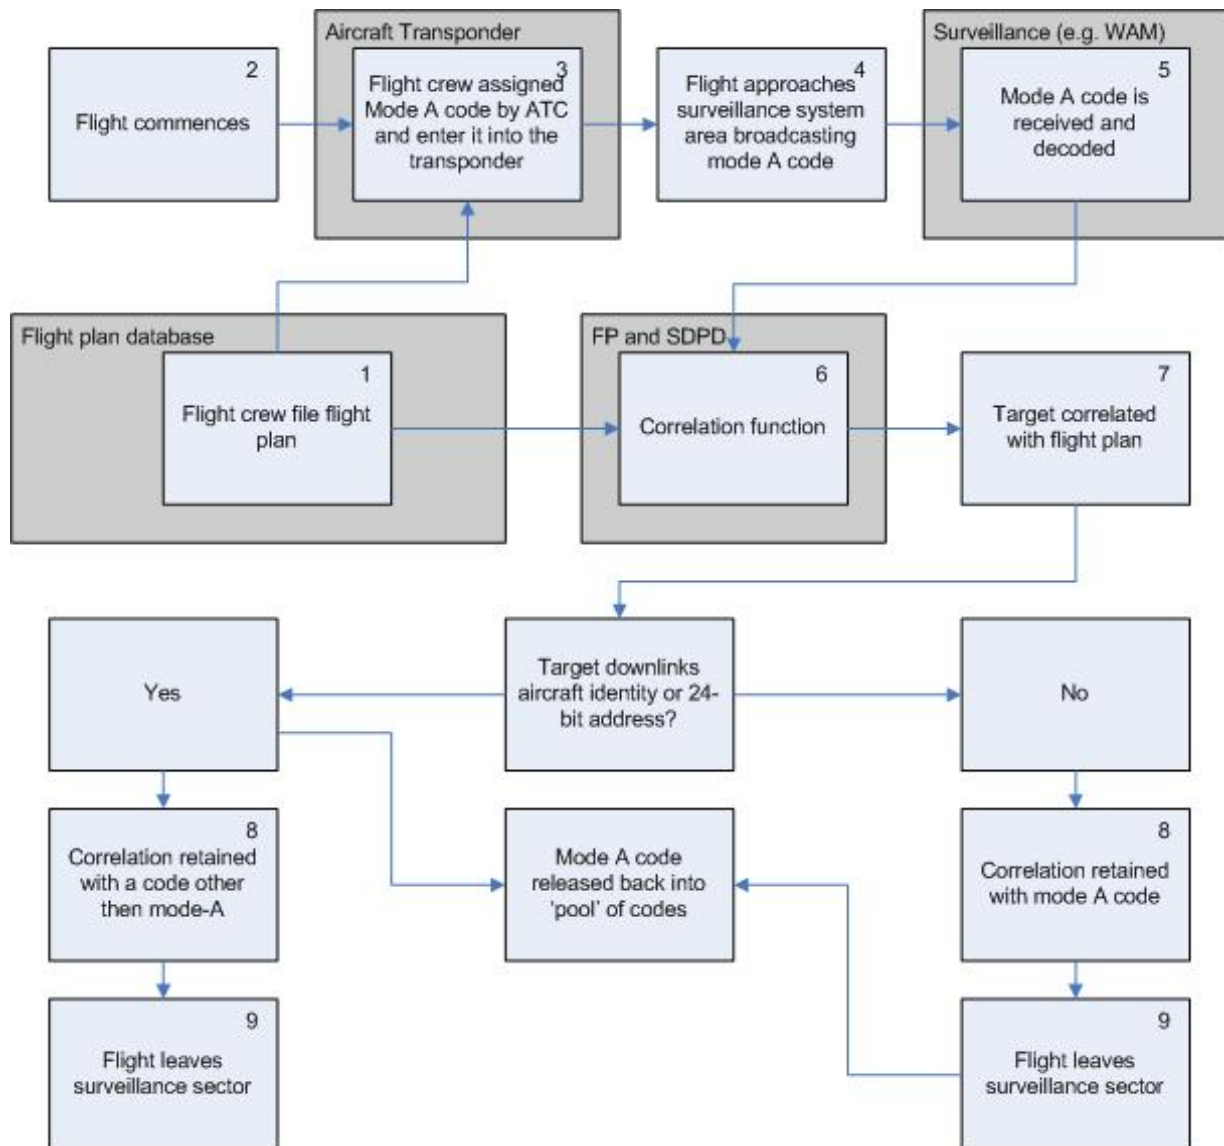 Aircraft Transponder
Surveillance (e.g. WAM)
2
Flight commences
3
Flight crew assigned
Mode A code by ATC
and enter it into the
transponder
4
Flight approaches
surveillance system
area broadcasting
mode A code
5
Mode A code is
received and
decoded
Flight plan database
1
Flight crew file flight
plan
FP and SDPD
6
Correlation function
7
Target correlated
with flight plan
Yes
Target downlinks
aircraft identity or 24-
bit address?
No
8
Correlation retained
with a code other
then mode-A
Mode A code
released back into
'pool' of codes
8
Correlation retained
with mode A code
9
Flight leaves
surveillance sector
9
Flight leaves
surveillance sector